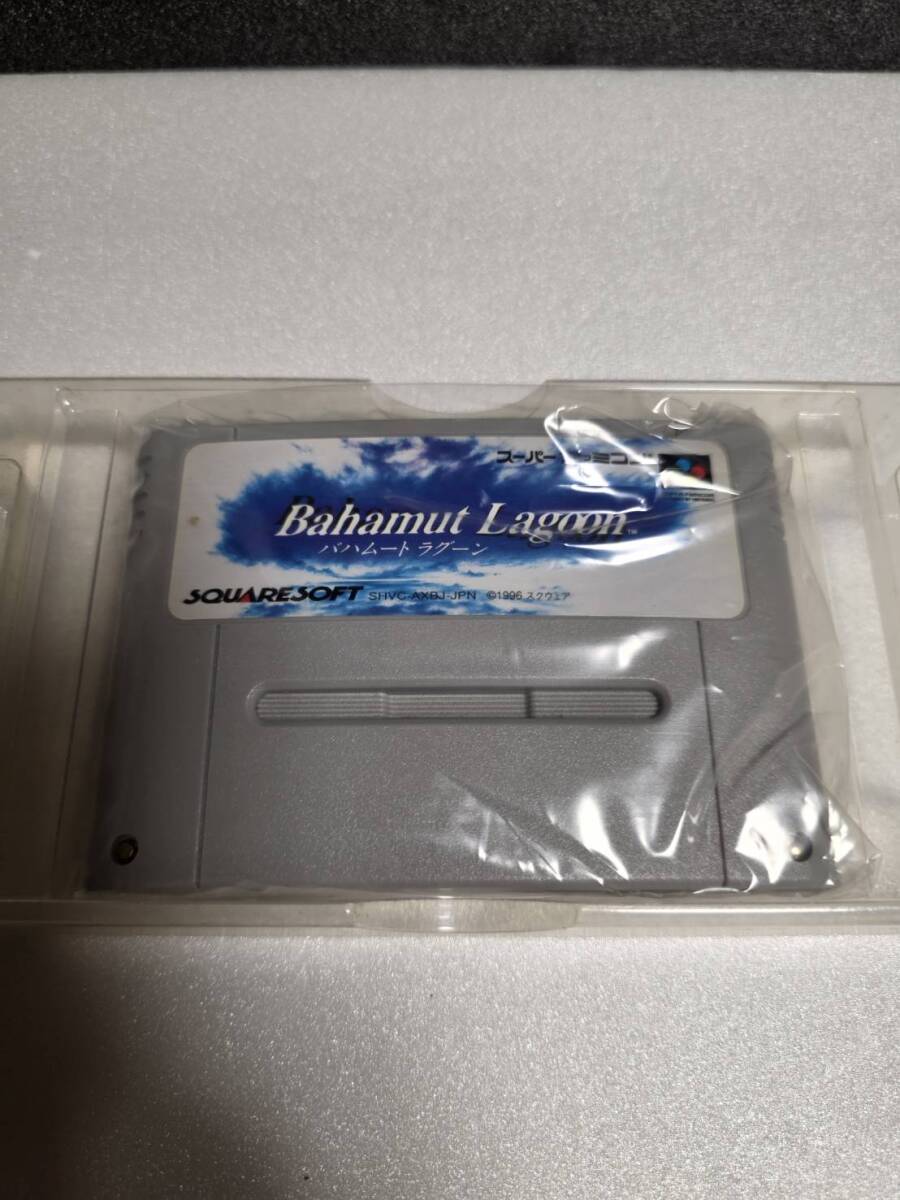 スーパーファミコン
Bahamut Lagoon™
バハムート ラグーン
SQUARESOFT SHVC-AXBJ-JPN ©1996 スクウェア